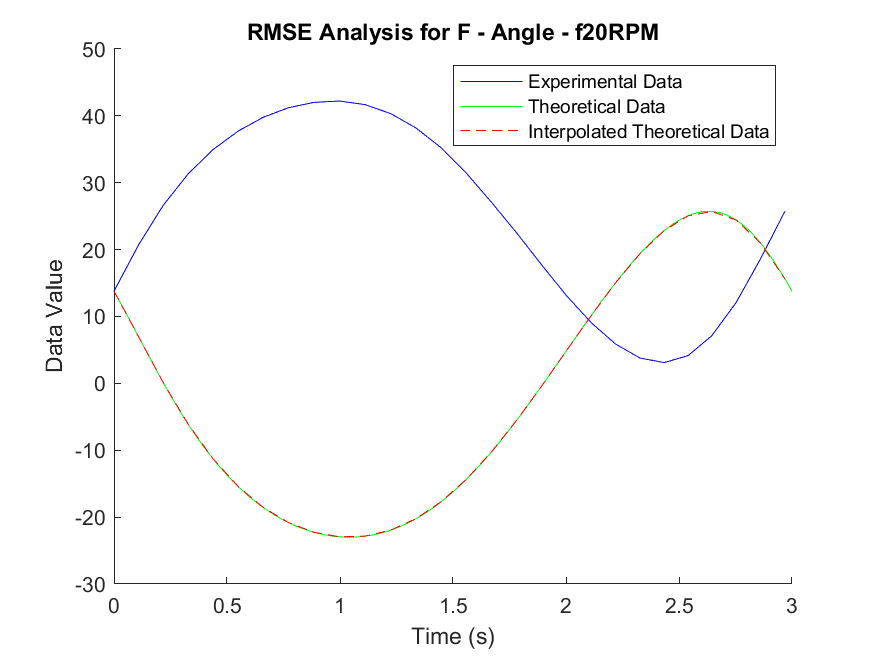 RMSE Analysis for F - Angle - f20RPM
50
40
30
20
10
0
-10
-20
-30
Data Value
Experimental Data
Theoretical Data
Interpolated Theoretical Data
0 0.5 1 1.5 2 2.5 3
Time (s)